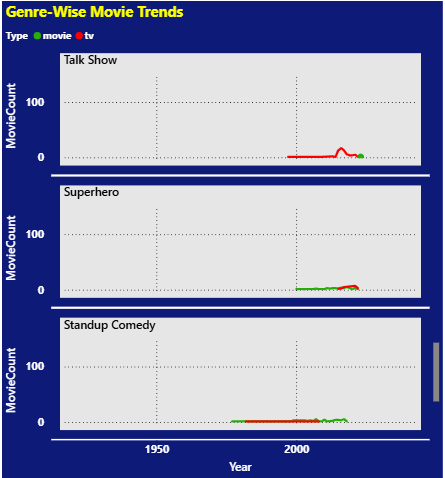 Genre-Wise Movie Trends
Type movie tv
Talk Show
MovieCount
100
0
Superhero
MovieCount
100
0
Standup Comedy
MovieCount
100
0
1950 2000
Year